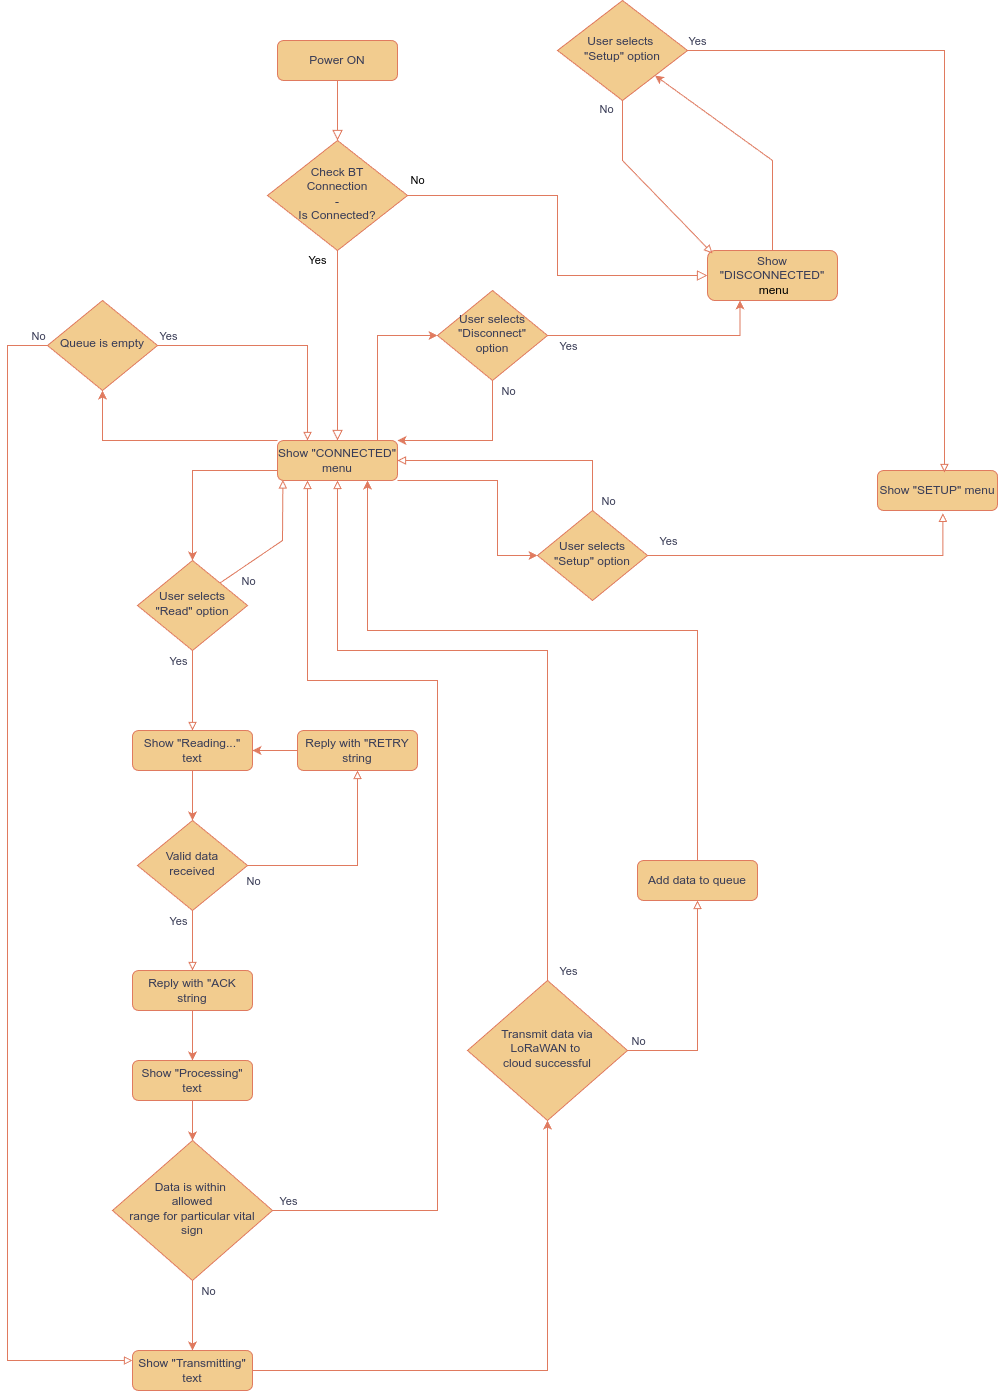 User selects
"Setup" option
Yes
No
Power ON
Check BT
Connection
-
Is Connected?
No
Yes
Show
"DISCONNECTED"
menu
User selects
"Disconnect"
option
Yes
No
No
Queue is empty
Yes
Show "CONNECTED"
menu
Show "SETUP" menu
No
User selects
"Setup" option
Yes
User selects
"Read" option
No
Yes
Show "Reading..."
text
Reply with "RETRY
string
Valid data
received
No
Yes
Add data to queue
Reply with "ACK
string
Yes
Transmit data via
LoRaWAN to
cloud successful
No
Show "Processing"
text
Data is within
allowed
range for particular vital
sign
Yes
No
Show "Transmitting"
text